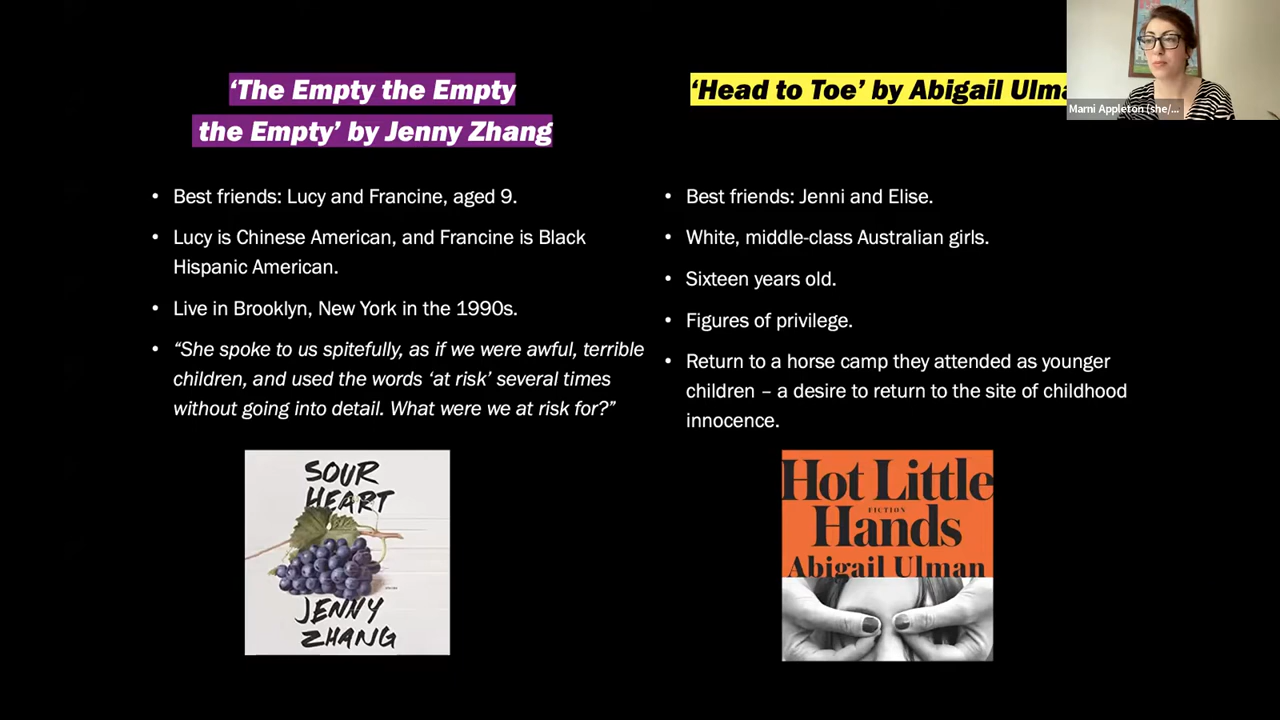 ‘The Empty the Empty
the Empty’ by Jenny Zhang
• Best friends: Lucy and Francine, aged 9.
• Lucy is Chinese American, and Francine is Black
Hispanic American.
• Live in Brooklyn, New York in the 1990s.
• “She spoke to us spitefully, as if we were awful, terrible
children, and used the words ‘at risk’ several times
without going into detail. What were we at risk for?”
SOUR
HEART
JENNY
ZHANG
‘Head to Toe’ by Abigail Ulma
• Best friends: Jenni and Elise.
• White, middle-class Australian girls.
• Sixteen years old.
• Figures of privilege.
• Return to a horse camp they attended as younger
children – a desire to return to the site of childhood
innocence.
Hot Little
FICTION
Hands
Abigail Ulman
Marni Appleton (she/...